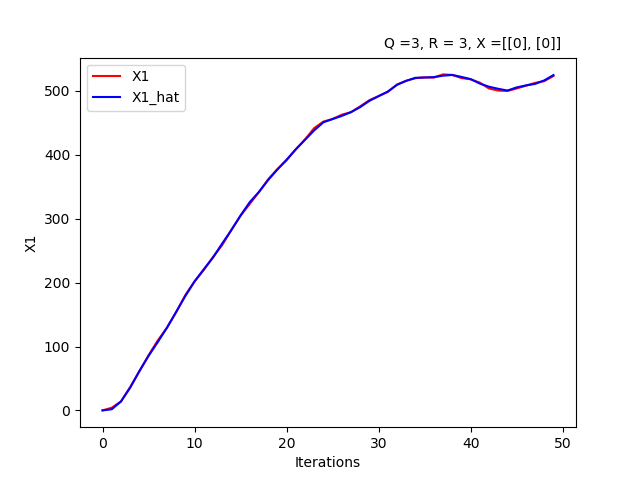 Q =3, R = 3, X =[[0], [0]]
X1
X1_hat
500
400
300
200
100
0
X1
0 10 20 30 40 50
Iterations